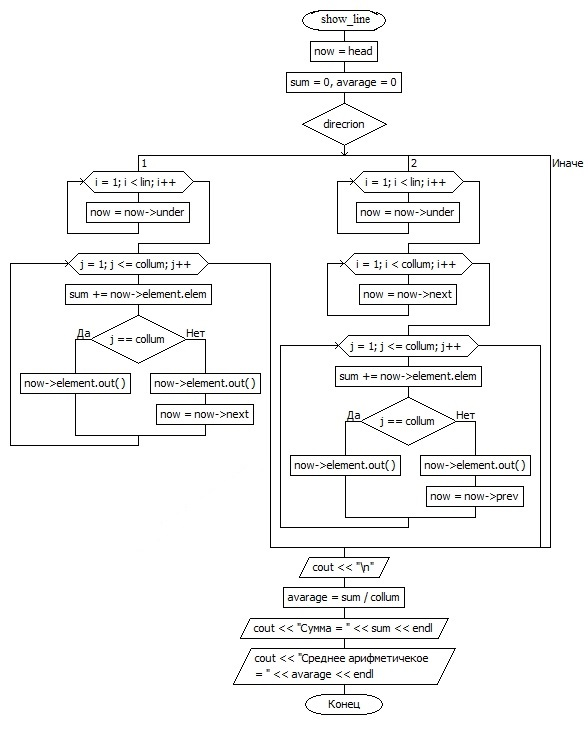 show_line
now = head
sum = 0, avarage = 0
direcrion
1
2
Иначе
i = 1; i < lin; i++
now = now->under
j = 1; j <= collum; j++
sum += now->element.elem
Да
j == collum
Нет
now->element.out( )
now->element.out( )
now = now->next
i = 1; i < lin; i++
now = now->under
i = 1; i < collum; i++
now = now->next
j = 1; j <= collum; j++
sum += now->element.elem
Да
j == collum
Нет
now->element.out( )
now->element.out( )
now = now->prev
cout << "\n"
avarage = sum / collum
cout << "Сумма = " << sum << endl
cout << "Среднее арифметичекое
= " << avarage << endl
Конец